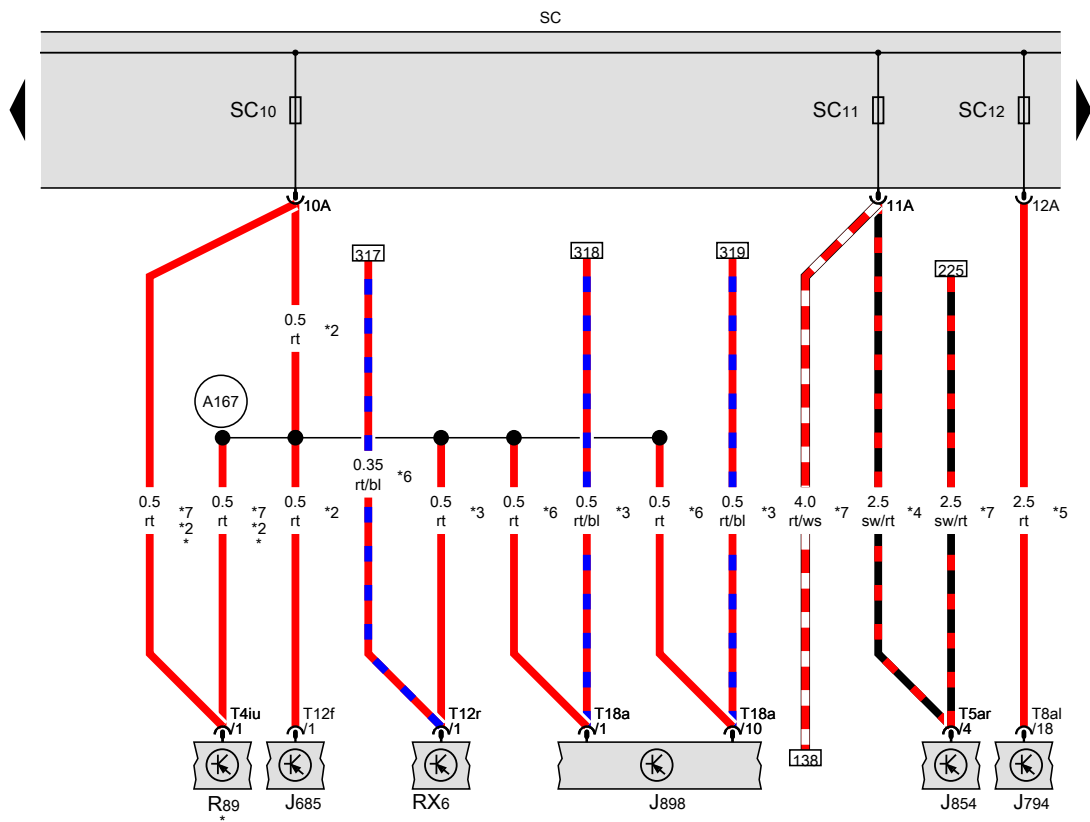 SC
SC10
SC11
SC12
10A
11A
12A
317
318
319
225
0.5
rt
*2
A167
0.35
rt/bl
*6
0.5
rt
*7
*2
*
0.5
rt
*7
*2
*
0.5
rt
*2
0.5
rt
*3
0.5
rt
*6
0.5
rt/bl
*3
0.5
rt
*6
0.5
rt/bl
*3
4.0
rt/ws
*7
2.5
sw/rt
*4
2.5
sw/rt
*7
2.5
rt
*5
T4iu
/1
T12f
/1
T12r
/1
T18a
/1
T18a
/10
T5ar
/4
T8al
/18
138
R89
*
J685
RX6
J898
J854
J794